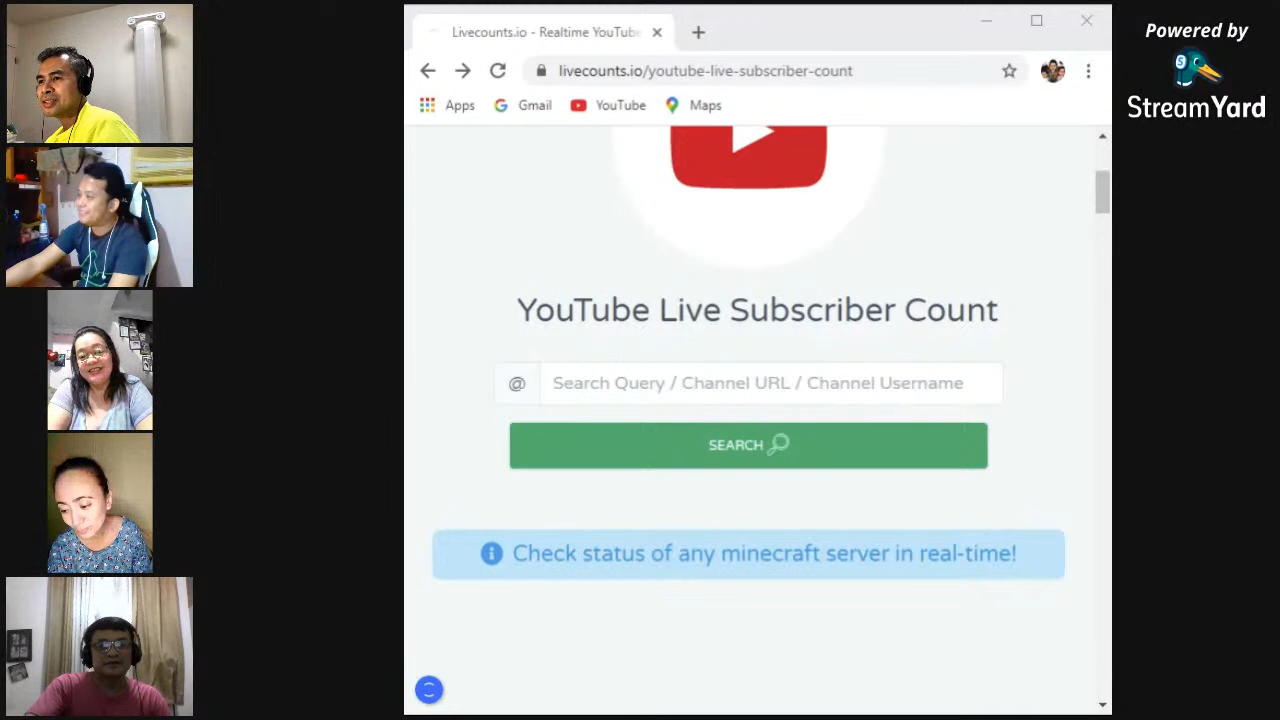 Livecounts.io - Realtime YouTube
livecounts.io/youtube-live-subscriber-count
Apps
Gmail
YouTube
Maps
YouTube Live Subscriber Count
@ Search Query / Channel URL / Channel Username
SEARCH
Check status of any minecraft server in real-time!
Powered by
S
StreamYard